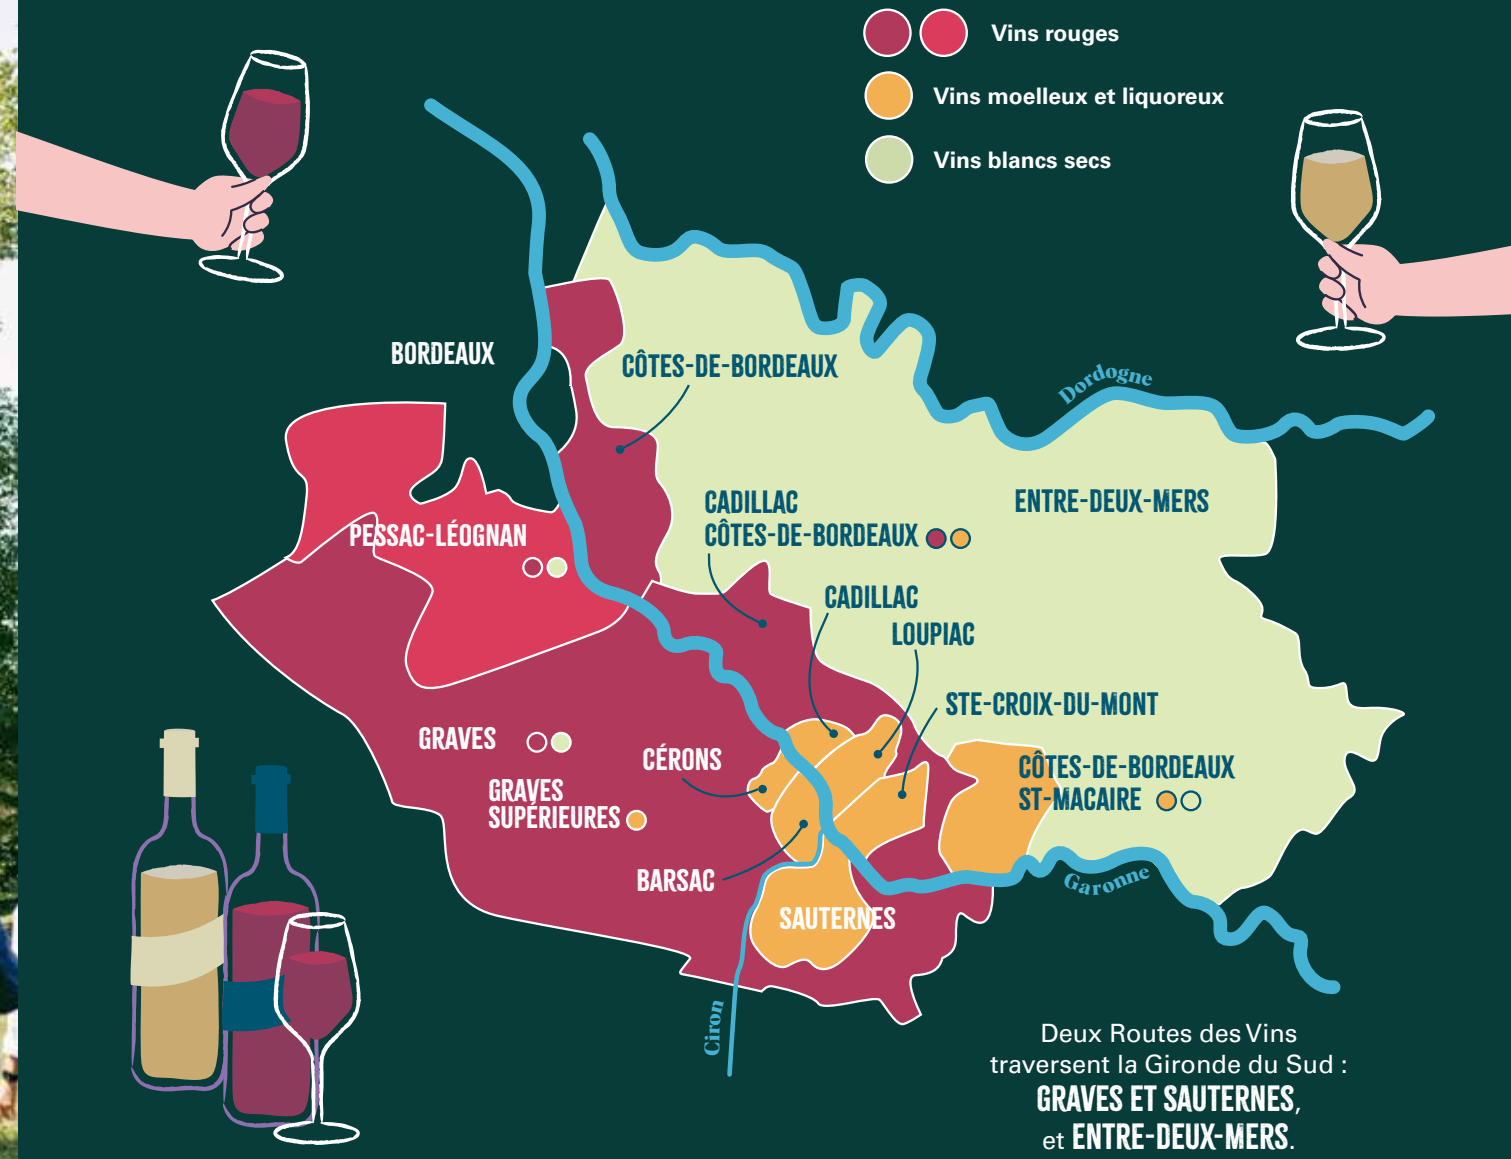 Vins rouges
Vins moelleux et liquoreux
Vins blancs secs
BORDEAUX
CÔTES-DE-BORDEAUX
Dordogne
CADILLAC
CÔTES-DE-BORDEAUX
ENTRE-DEUX-MERS
PESSAC-LÉOGNAN
CADILLAC
LOUPIAC
STE-CROIX-DU-MONT
GRAVES
CÉRONS
CÔTES-DE-BORDEAUX
ST-MACAIRE
GRAVES
SUPÉRIEURES
BARSAC
Garonne
SAUTERNES
Ciron
Deux Routes des Vins
traversent la Gironde du Sud :
GRAVES ET SAUTERNES,
et ENTRE-DEUX-MERS.